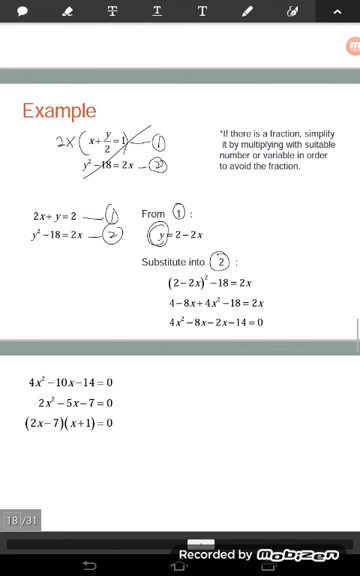 T T T
Example
2x ( x + y/2 = 1 ) — 1
y² − 18 = 2x — 2
*If there is a fraction, simplify
it by multiplying with suitable
number or variable in order
to avoid the fraction.
2x + y = 2 — 1
y² − 18 = 2x — 2
From 1 :
y = 2 − 2x
Substitute into 2 :
(2 − 2x)² − 18 = 2x
4 − 8x + 4x² − 18 = 2x
4x² − 8x − 2x − 14 = 0
4x² − 10x − 14 = 0
2x² − 5x − 7 = 0
(2x − 7)(x + 1) = 0
18 /31
RECORDED BY mobizen